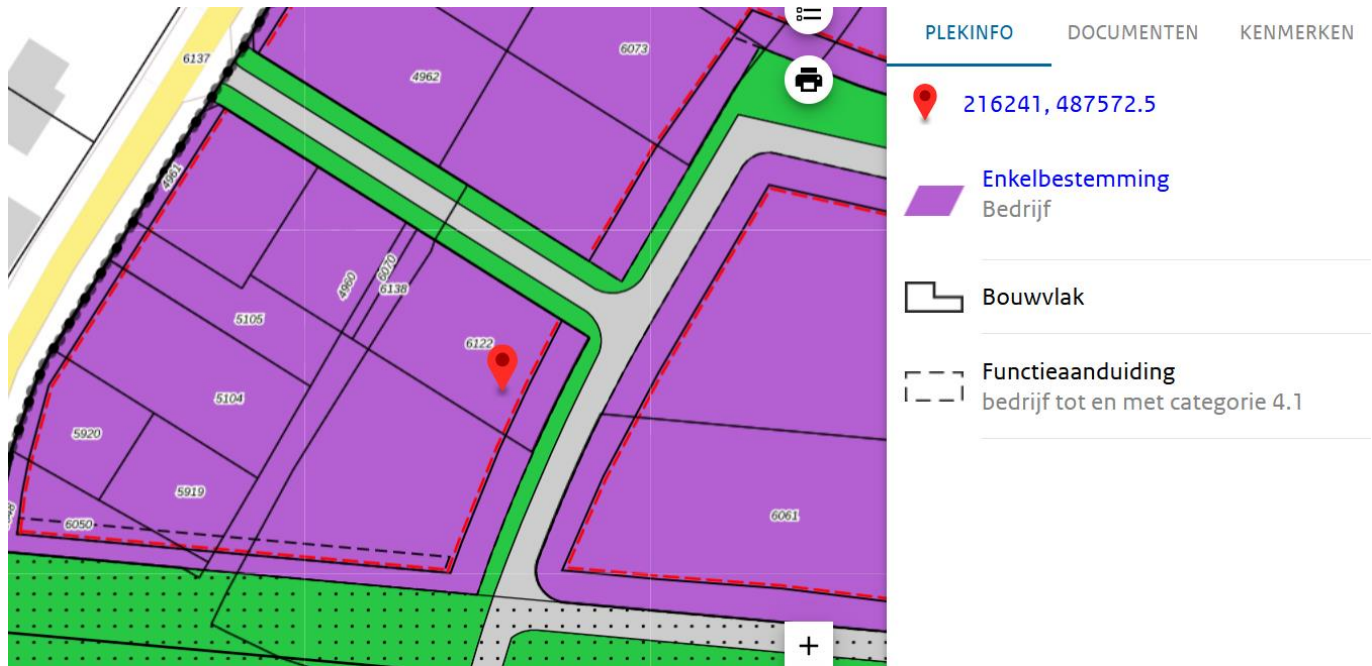 PLEKINFO DOCUMENTEN KENMERKEN
216241, 487572.5
Enkelbestemming
Bedrijf
Bouwvlak
Functieaanduiding
bedrijf tot en met categorie 4.1
6137
6073
4962
4961
4960
6070
6138
5105
6122
5104
5920
5919
6050
6061